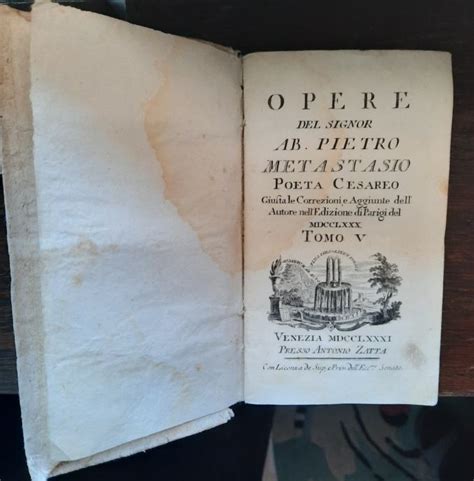 OPERE
DEL SIGNOR
AB. PIETRO
METASTASIO
POETA CESAREO
Giusta le Correzioni e Aggiunte dell'
Autore nell'Edizione di Parigi del
MDCCLXXX
TOMO V
VENEZIA MDCCLXXXI
PRESSO ANTONIO ZATTA
Con Licenza de' Sup. e Priv. dell' Ecc.mo Senato.